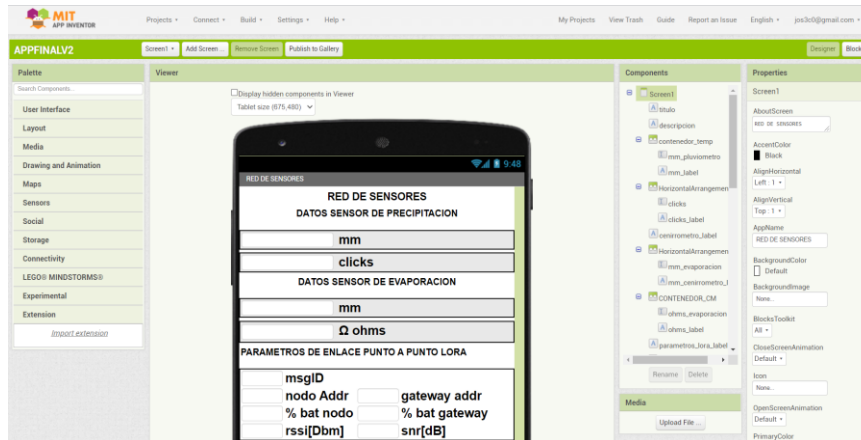 MIT
APP INVENTOR
Projects
Connect
Build
Settings
Help
My Projects
View Trash
Guide
Report an Issue
English
jos3c0@gmail.com
APPFINALV2
Screen1
Add Screen ...
Remove Screen
Publish to Gallery
Designer
Block
Palette
Search Components...
User Interface
Layout
Media
Drawing and Animation
Maps
Sensors
Social
Storage
Connectivity
LEGO® MINDSTORMS®
Experimental
Extension
Import extension
Viewer
Display hidden components in Viewer
Tablet size (675,480)
9:48
RED DE SENSORES
RED DE SENSORES
DATOS SENSOR DE PRECIPITACION
mm
clicks
DATOS SENSOR DE EVAPORACION
mm
Ω ohms
PARAMETROS DE ENLACE PUNTO A PUNTO LORA
msgID
nodo Addr gateway addr
% bat nodo % bat gateway
rssi[Dbm] snr[dB]
Components
Screen1
titulo
descripcion
contenedor_temp
mm_pluviometro
mm_label
HorizontalArrangemen
clicks
clicks_label
cenirrometro_label
HorizontalArrangemen
mm_evaporacion
mm_cenirrometro_l
CONTENEDOR_CM
ohms_evaporacion
ohms_label
parametros_lora_label
Rename
Delete
Media
Upload File ...
Properties
Screen1
AboutScreen
RED DE SENSORES
AccentColor
Black
AlignHorizontal
Left : 1
AlignVertical
Top : 1
AppName
RED DE SENSORES
BackgroundColor
Default
BackgroundImage
None...
BlocksToolkit
All
CloseScreenAnimation
Default
Icon
None...
OpenScreenAnimation
Default
PrimaryColor